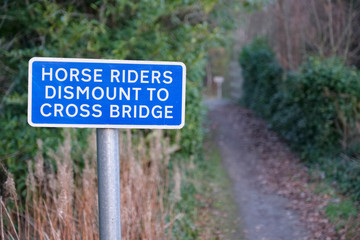 HORSE RIDERS
DISMOUNT TO
CROSS BRIDGE